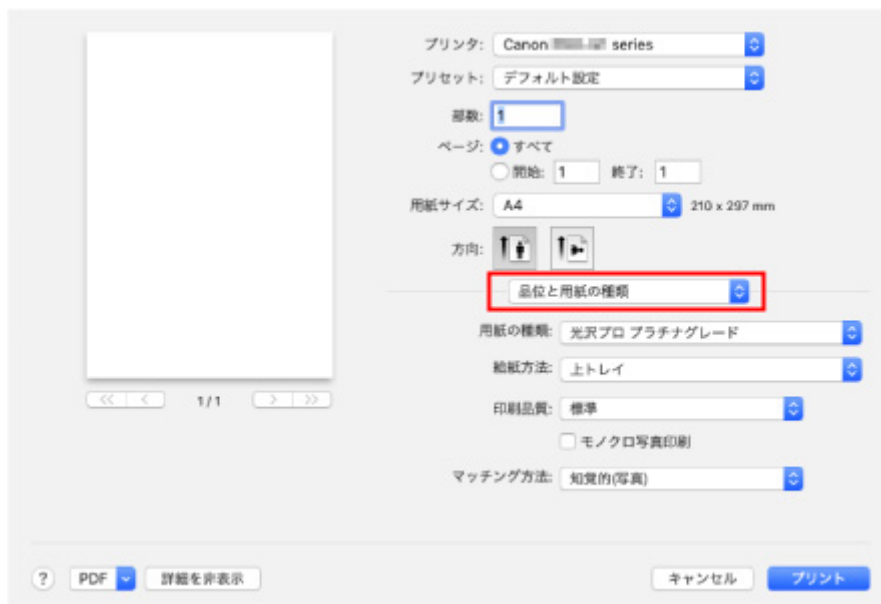 プリンタ: Canon series
プリセット: デフォルト設定
部数: 1
ページ: すべて
開始: 1 終了: 1
用紙サイズ: A4 210 x 297 mm
方向:
品位と用紙の種類
用紙の種類: 光沢プロ プラチナグレード
給紙方法: 上トレイ
<< < 1/1 > >>
印刷品質: 標準
モノクロ写真印刷
マッチング方法: 知覚的(写真)
? PDF 詳細を非表示 キャンセル プリント